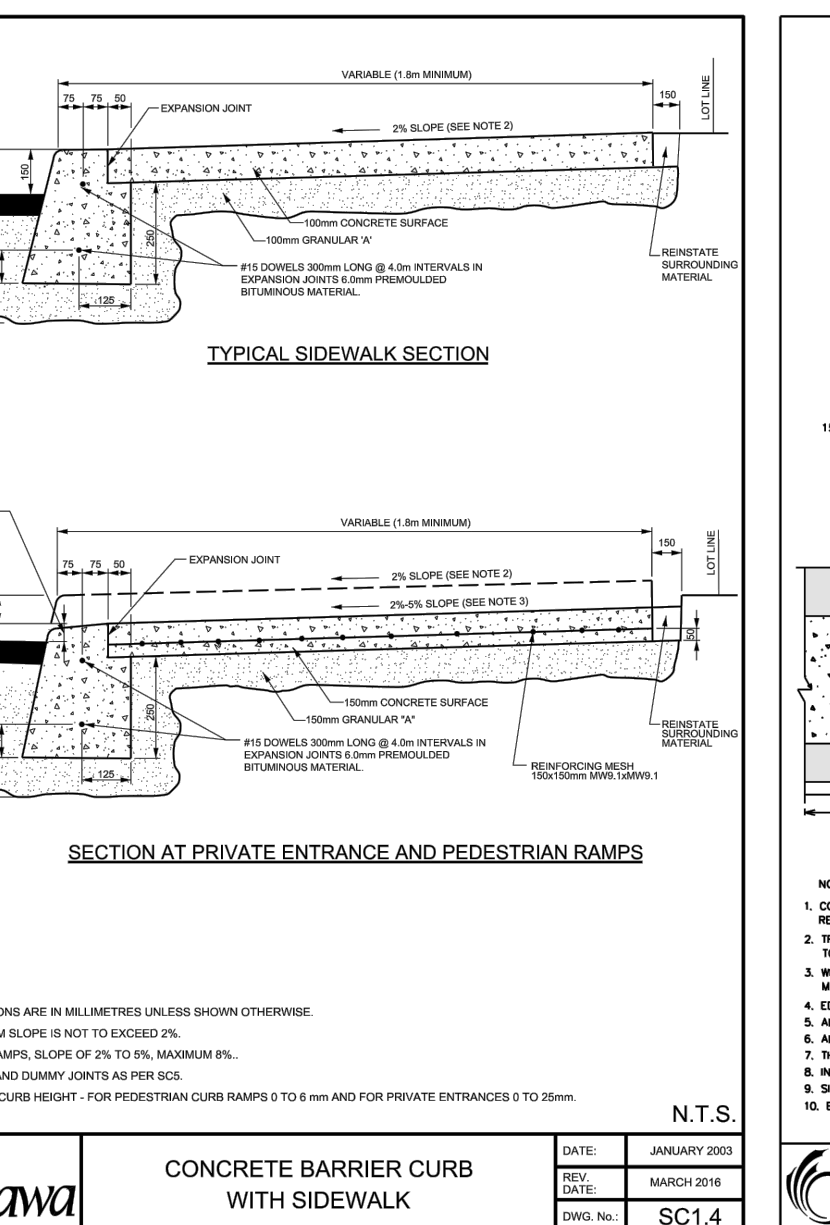 VARIABLE (1.8m MINIMUM)
75 75 50
150
LOT LINE
EXPANSION JOINT
2% SLOPE (SEE NOTE 2)
150
100mm CONCRETE SURFACE
250
100mm GRANULAR 'A'
REINSTATE
SURROUNDING
MATERIAL
#15 DOWELS 300mm LONG @ 4.0m INTERVALS IN
EXPANSION JOINTS 6.0mm PREMOULDED
BITUMINOUS MATERIAL.
125
TYPICAL SIDEWALK SECTION
VARIABLE (1.8m MINIMUM)
75 75 50
150
LOT LINE
EXPANSION JOINT
2% SLOPE (SEE NOTE 2)
2%-5% SLOPE (SEE NOTE 3)
50
150mm CONCRETE SURFACE
250
150mm GRANULAR "A"
REINSTATE
SURROUNDING
MATERIAL
#15 DOWELS 300mm LONG @ 4.0m INTERVALS IN
EXPANSION JOINTS 6.0mm PREMOULDED
BITUMINOUS MATERIAL.
REINFORCING MESH
150x150mm MW9.1xMW9.1
125
SECTION AT PRIVATE ENTRANCE AND PEDESTRIAN RAMPS
ONS ARE IN MILLIMETRES UNLESS SHOWN OTHERWISE.
M SLOPE IS NOT TO EXCEED 2%.
AMPS, SLOPE OF 2% TO 5%, MAXIMUM 8%..
AND DUMMY JOINTS AS PER SC5.
CURB HEIGHT - FOR PEDESTRIAN CURB RAMPS 0 TO 6 mm AND FOR PRIVATE ENTRANCES 0 TO 25mm.
N.T.S.
awa
CONCRETE BARRIER CURB
WITH SIDEWALK
DATE: JANUARY 2003
REV.
DATE: MARCH 2016
DWG. No.: SC1.4
1.
2.
3.
4.
5.
6.
7.
8.
9.
10.